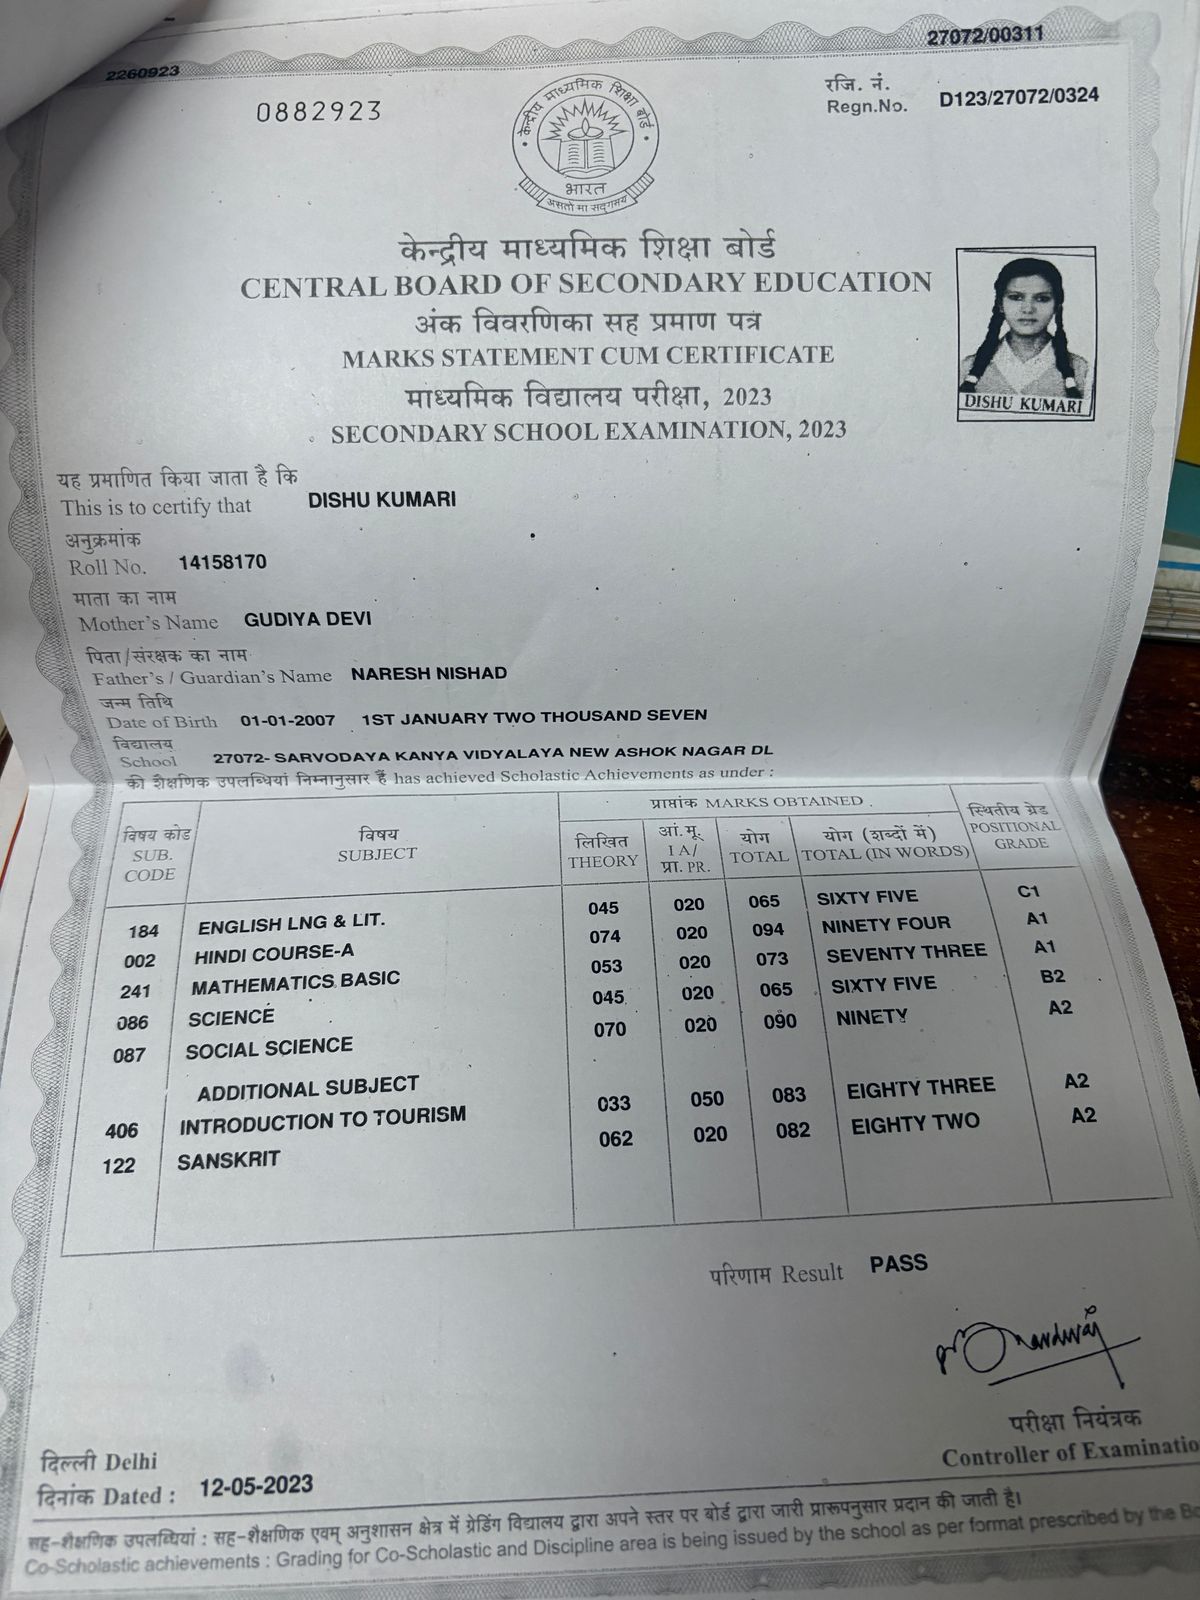 2260923
27072/00311
0882923
रजि. नं.
Regn.No. D123/27072/0324
केन्द्रीय माध्यमिक शिक्षा बोर्ड
भारत
असतो मा सद्गमय
केन्द्रीय माध्यमिक शिक्षा बोर्ड
CENTRAL BOARD OF SECONDARY EDUCATION
अंक विवरणिका सह प्रमाण पत्र
MARKS STATEMENT CUM CERTIFICATE
माध्यमिक विद्यालय परीक्षा, 2023
SECONDARY SCHOOL EXAMINATION, 2023
DISHU KUMARI
यह प्रमाणित किया जाता है कि
This is to certify that DISHU KUMARI
अनुक्रमांक
Roll No. 14158170
माता का नाम
Mother's Name GUDIYA DEVI
पिता/संरक्षक का नाम
Father's / Guardian's Name NARESH NISHAD
जन्म तिथि
Date of Birth 01-01-2007 1ST JANUARY TWO THOUSAND SEVEN
विद्यालय
School 27072- SARVODAYA KANYA VIDYALAYA NEW ASHOK NAGAR DL
की शैक्षणिक उपलब्धियां निम्नानुसार हैं has achieved Scholastic Achievements as under :
विषय कोड
SUB.
CODE
विषय
SUBJECT
प्राप्तांक MARKS OBTAINED
लिखित
THEORY
आं.मू.
I A/
प्रा. PR.
योग
TOTAL
योग (शब्दों में)
TOTAL (IN WORDS)
स्थितीय ग्रेड
POSITIONAL
GRADE
184 ENGLISH LNG & LIT. 045 020 065 SIXTY FIVE C1
002 HINDI COURSE-A 074 020 094 NINETY FOUR A1
241 MATHEMATICS BASIC 053 020 073 SEVENTY THREE A1
086 SCIENCE 045 020 065 SIXTY FIVE B2
087 SOCIAL SCIENCE 070 020 090 NINETY A2
ADDITIONAL SUBJECT
406 INTRODUCTION TO TOURISM 033 050 083 EIGHTY THREE A2
122 SANSKRIT 062 020 082 EIGHTY TWO A2
परिणाम Result PASS
परीक्षा नियंत्रक
Controller of Examinatio
दिल्ली Delhi
दिनांक Dated : 12-05-2023
सह-शैक्षणिक उपलब्धियां : सह-शैक्षणिक एवम् अनुशासन क्षेत्र में ग्रेडिंग विद्यालय द्वारा अपने स्तर पर बोर्ड द्वारा जारी प्रारूपनुसार प्रदान की जाती है।
Co-Scholastic achievements : Grading for Co-Scholastic and Discipline area is being issued by the school as per format prescribed by the Bo